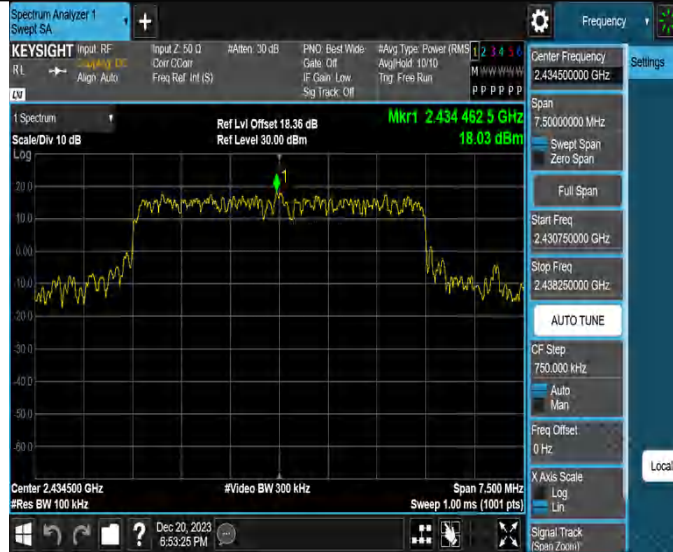 Spectrum Analyzer 1
Swept SA
+
Frequency
KEYSIGHT
Input: RF
Input Z: 50 Ω
#Atten: 30 dB
PNO: Best Wide
#Avg Type: Power (RMS
1 2 3 4 5 6
RL
Coupling: DC
Corr CCorr
Gate: Off
Avg|Hold: 10/10
M W W W W W
Align: Auto
Freq Ref: Int (S)
IF Gain: Low
Trig: Free Run
Sig Track: Off
P P P P P P
LXI
1 Spectrum
Scale/Div 10 dB
Ref Lvl Offset 18.36 dB
Ref Level 30.00 dBm
Mkr1 2.434 462 5 GHz
18.03 dBm
Log
1
20.0
10.0
0.00
-10.0
-20.0
-30.0
-40.0
-50.0
-60.0
Center 2.434500 GHz
#Res BW 100 kHz
#Video BW 300 kHz
Span 7.500 MHz
Sweep 1.00 ms (1001 pts)
Dec 20, 2023
6:53:25 PM
?
Center Frequency
2.434500000 GHz
Settings
Span
7.50000000 MHz
Swept Span
Zero Span
Full Span
Start Freq
2.430750000 GHz
Stop Freq
2.438250000 GHz
AUTO TUNE
CF Step
750.000 kHz
Auto
Man
Freq Offset
0 Hz
X Axis Scale
Log
Lin
Local
Signal Track
(Span Zoom)